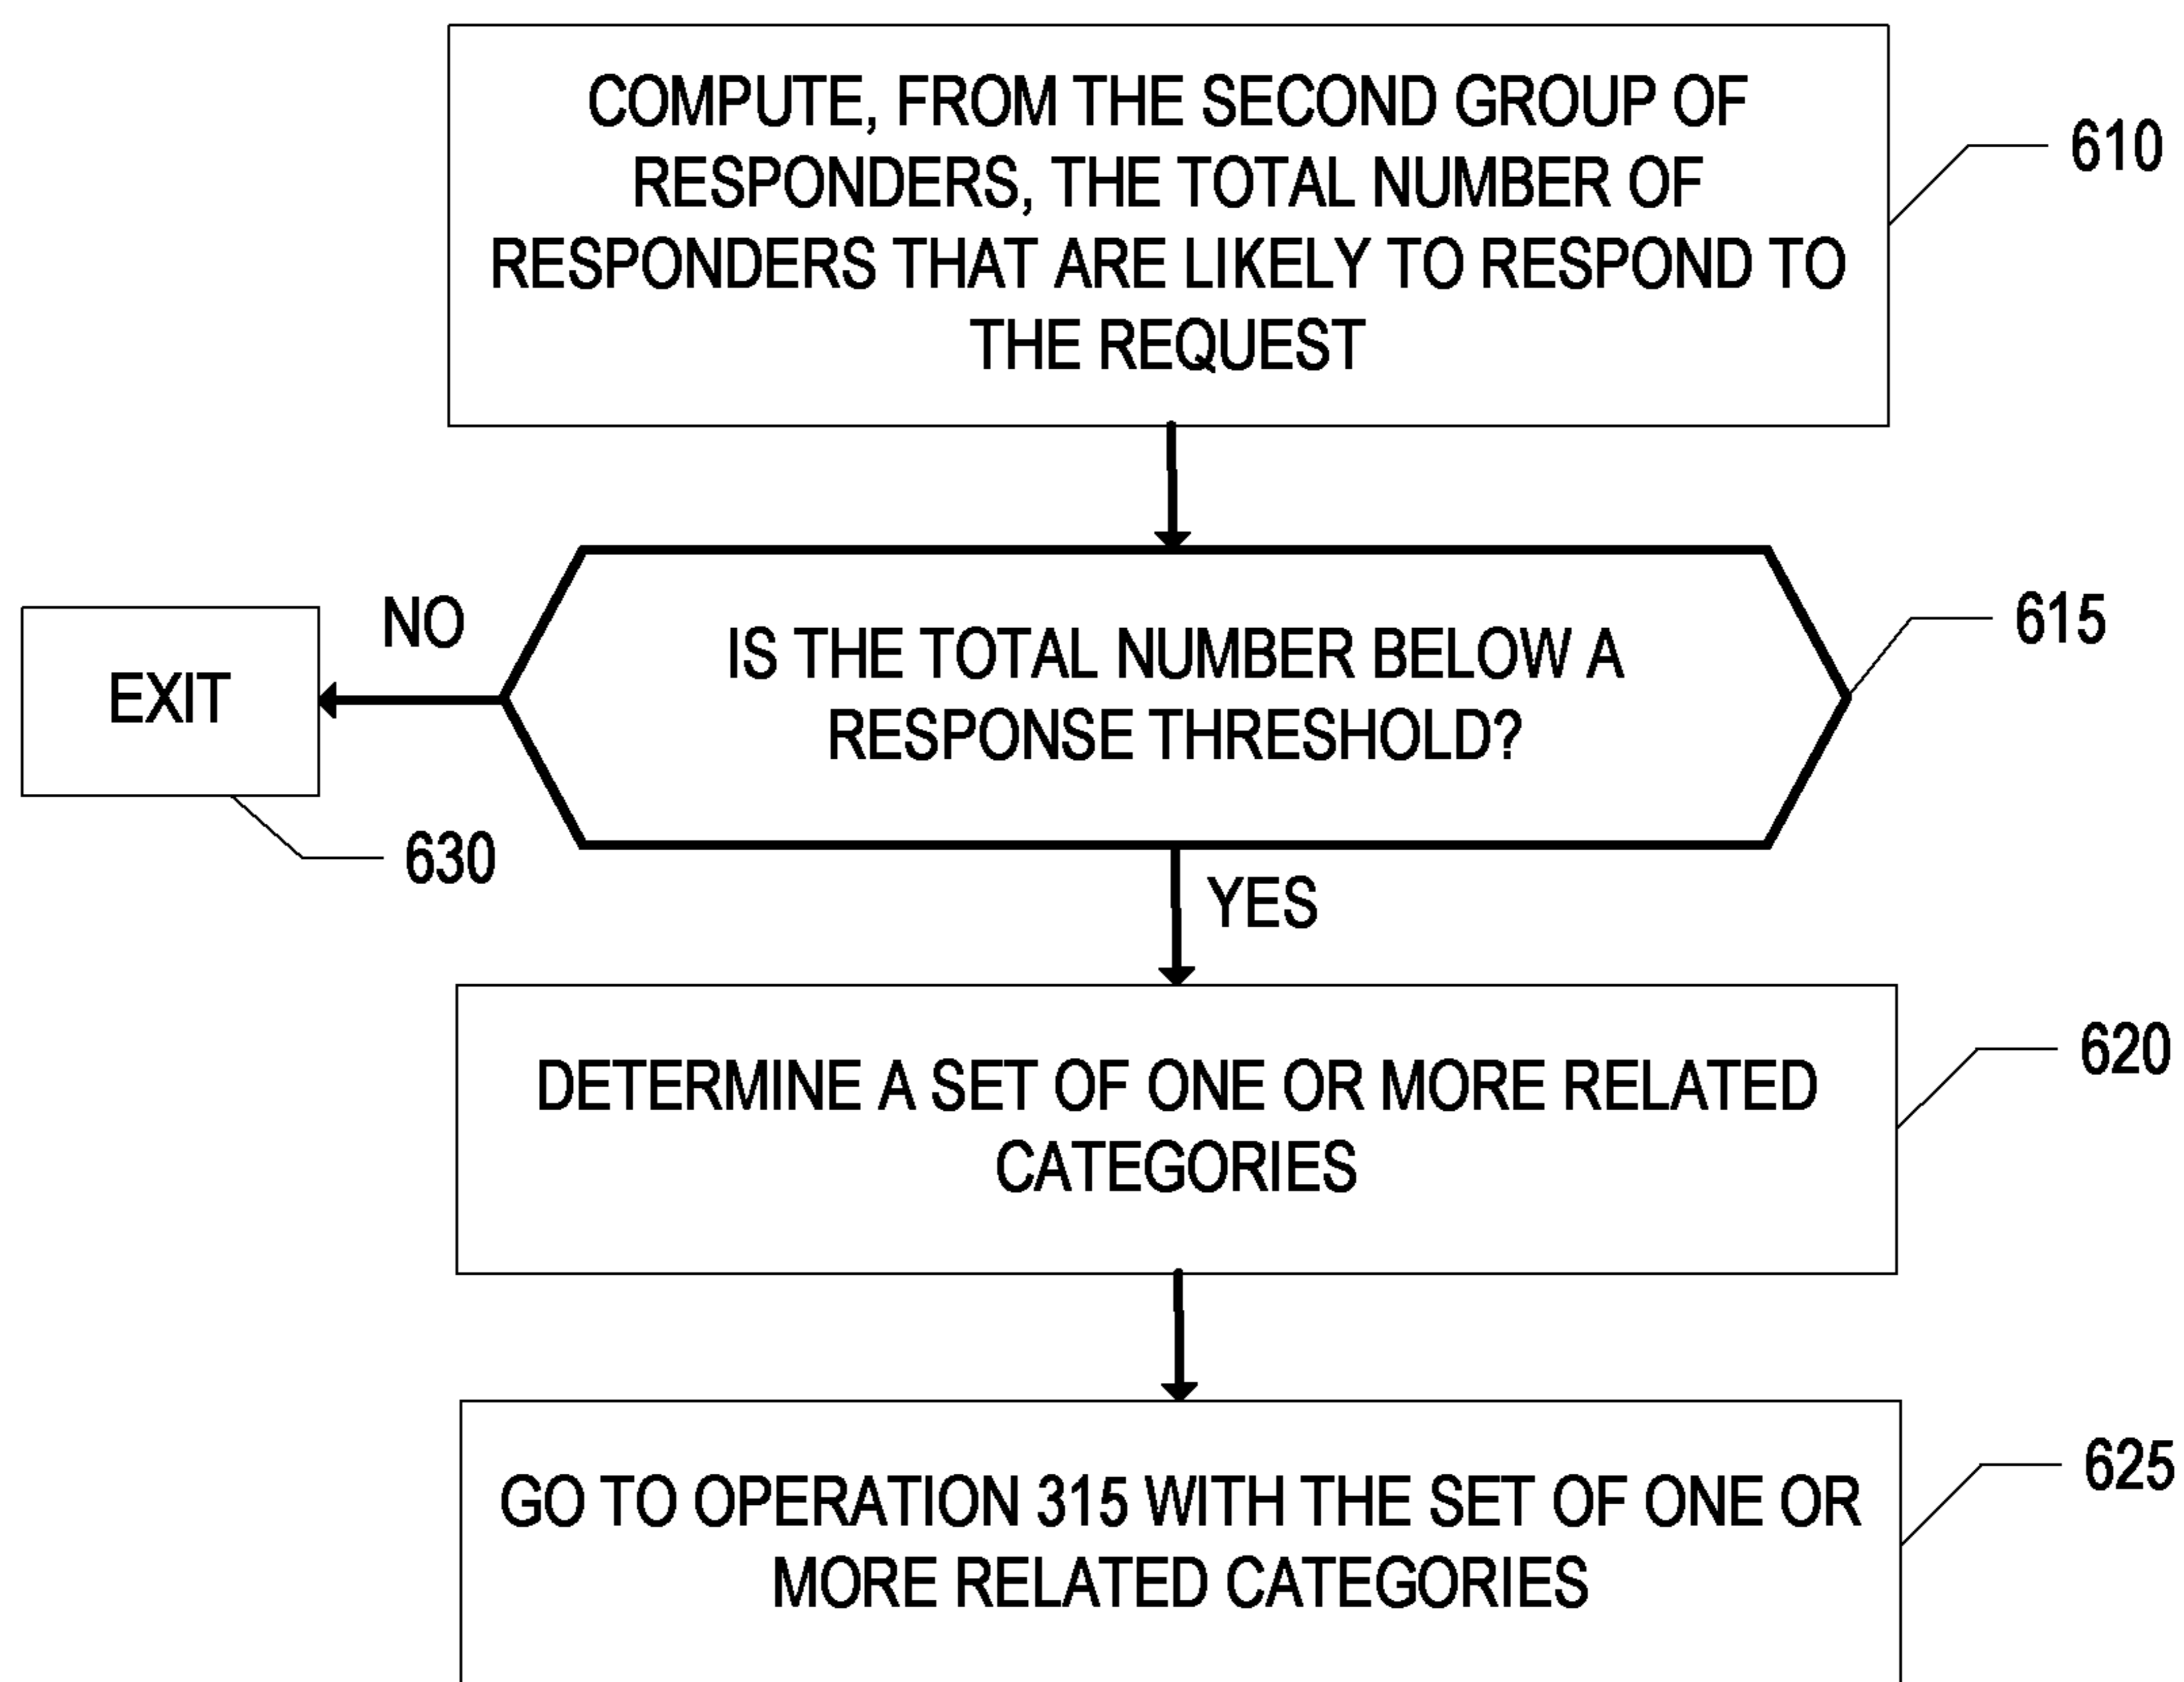 COMPUTE, FROM THE SECOND GROUP OF
RESPONDERS, THE TOTAL NUMBER OF
RESPONDERS THAT ARE LIKELY TO RESPOND TO
THE REQUEST
610
IS THE TOTAL NUMBER BELOW A
RESPONSE THRESHOLD?
615
NO
EXIT
630
YES
DETERMINE A SET OF ONE OR MORE RELATED
CATEGORIES
620
GO TO OPERATION 315 WITH THE SET OF ONE OR
MORE RELATED CATEGORIES
625